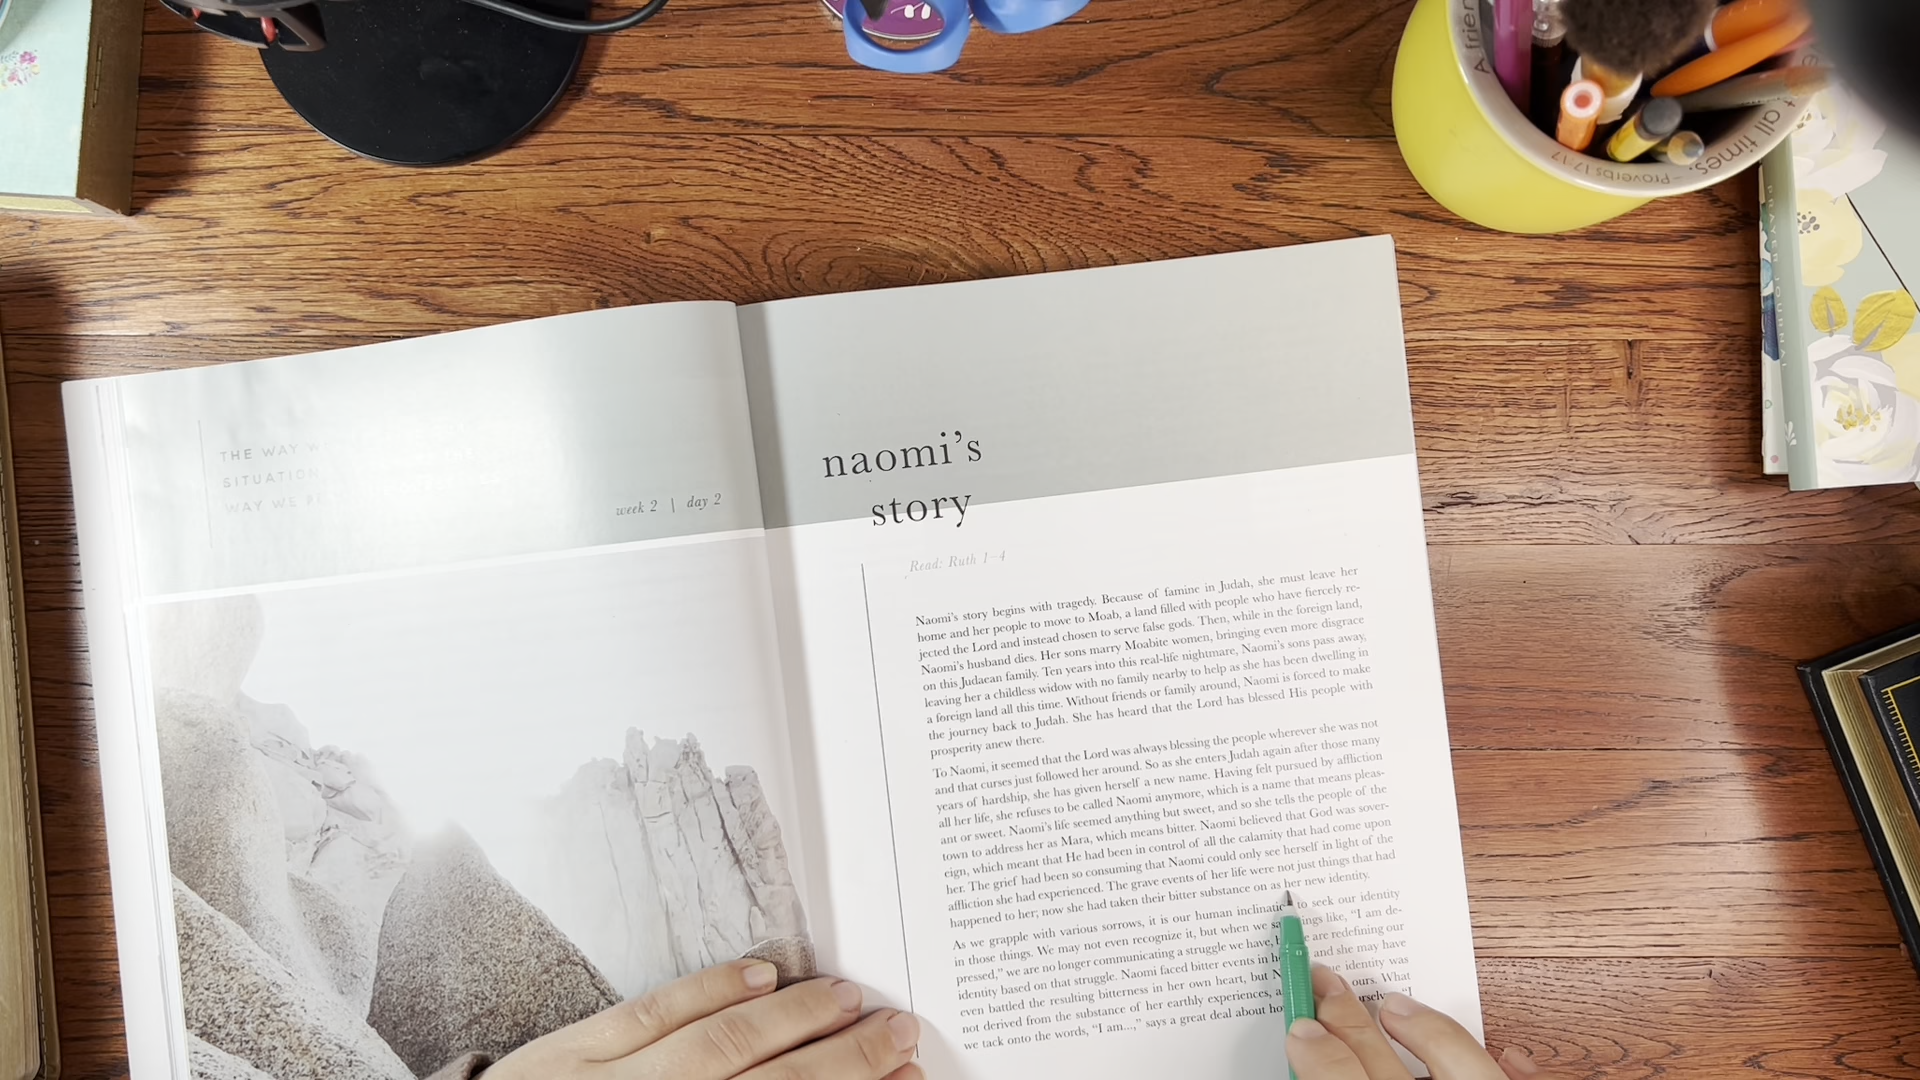 A friend
all times.
~Proverbs 17:17
PRAYER JOURNAL
THE WAY
SITUATION
WAY WE
week 2 | day 2
naomi's
story
Read: Ruth 1–4
Naomi's story begins with tragedy. Because of famine in Judah, she must leave her
home and her people to move to Moab, a land filled with people who have fiercely re-
jected the Lord and instead chosen to serve false gods. Then, while in the foreign land,
Naomi's husband dies. Her sons marry Moabite women, bringing even more disgrace
on this Judaean family. Ten years into this real-life nightmare, Naomi's sons pass away,
leaving her a childless widow with no family nearby to help as she has been dwelling in
a foreign land all this time. Without friends or family around, Naomi is forced to make
the journey back to Judah. She has heard that the Lord has blessed His people with
prosperity anew there.
To Naomi, it seemed that the Lord was always blessing the people wherever she was not
and that curses just followed her around. So as she enters Judah again after those many
years of hardship, she has given herself a new name. Having felt pursued by affliction
all her life, she refuses to be called Naomi anymore, which is a name that means pleas-
ant or sweet. Naomi's life seemed anything but sweet, and so she tells the people of the
town to address her as Mara, which means bitter. Naomi believed that God was sover-
eign, which meant that He had been in control of all the calamity that had come upon
her. The grief had been so consuming that Naomi could only see herself in light of the
affliction she had experienced. The grave events of her life were not just things that had
happened to her; now she had taken their bitter substance on as her new identity.
As we grapple with various sorrows, it is our human inclination to seek our identity
in those things. We may not even recognize it, but when we say things like, “I am de-
pressed,” we are no longer communicating a struggle we have, are redefining our
identity based on that struggle. Naomi faced bitter events in and she may have
even battled the resulting bitterness in her own heart, but identity was
not derived from the substance of her earthly experiences, ours. What
we tack onto the words, “I am...,” says a great deal about “I